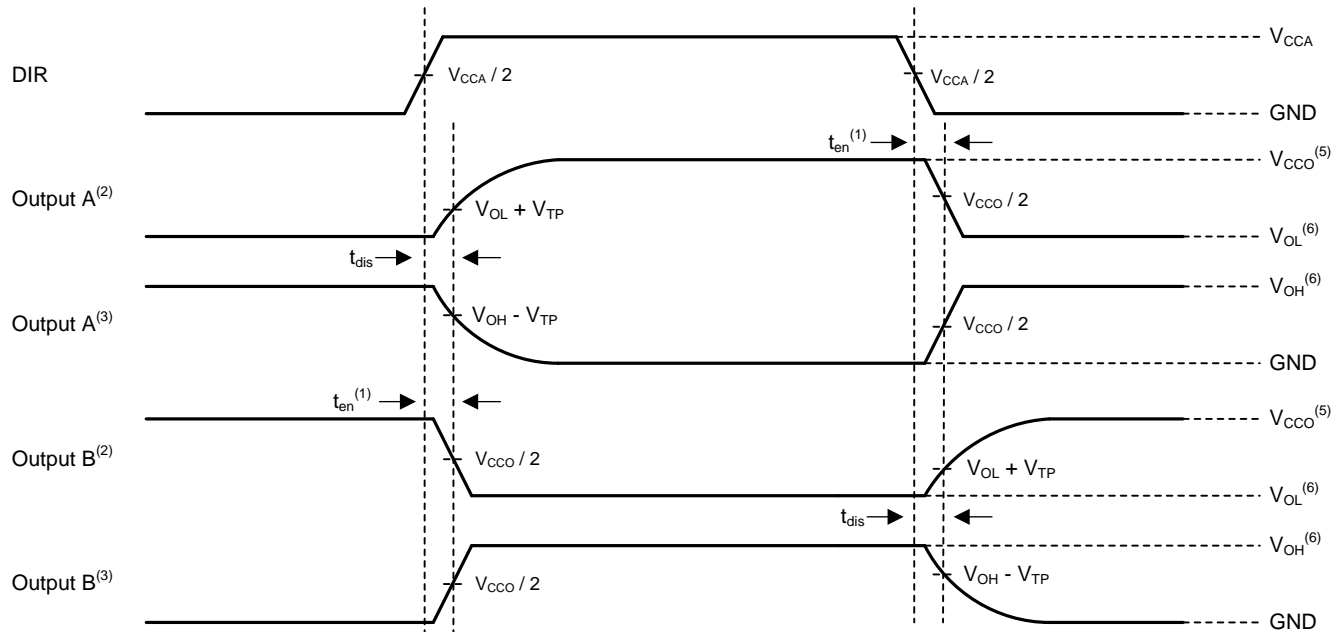 V_CCA
DIR
V_CCA / 2
V_CCA / 2
GND
t_en^(1)
V_CCO^(5)
Output A^(2)
V_OL + V_TP
V_CCO / 2
V_OL^(6)
t_dis
V_OH^(6)
Output A^(3)
V_OH - V_TP
V_CCO / 2
GND
t_en^(1)
V_CCO^(5)
Output B^(2)
V_CCO / 2
V_OL + V_TP
V_OL^(6)
t_dis
V_OH^(6)
Output B^(3)
V_CCO / 2
V_OH - V_TP
GND